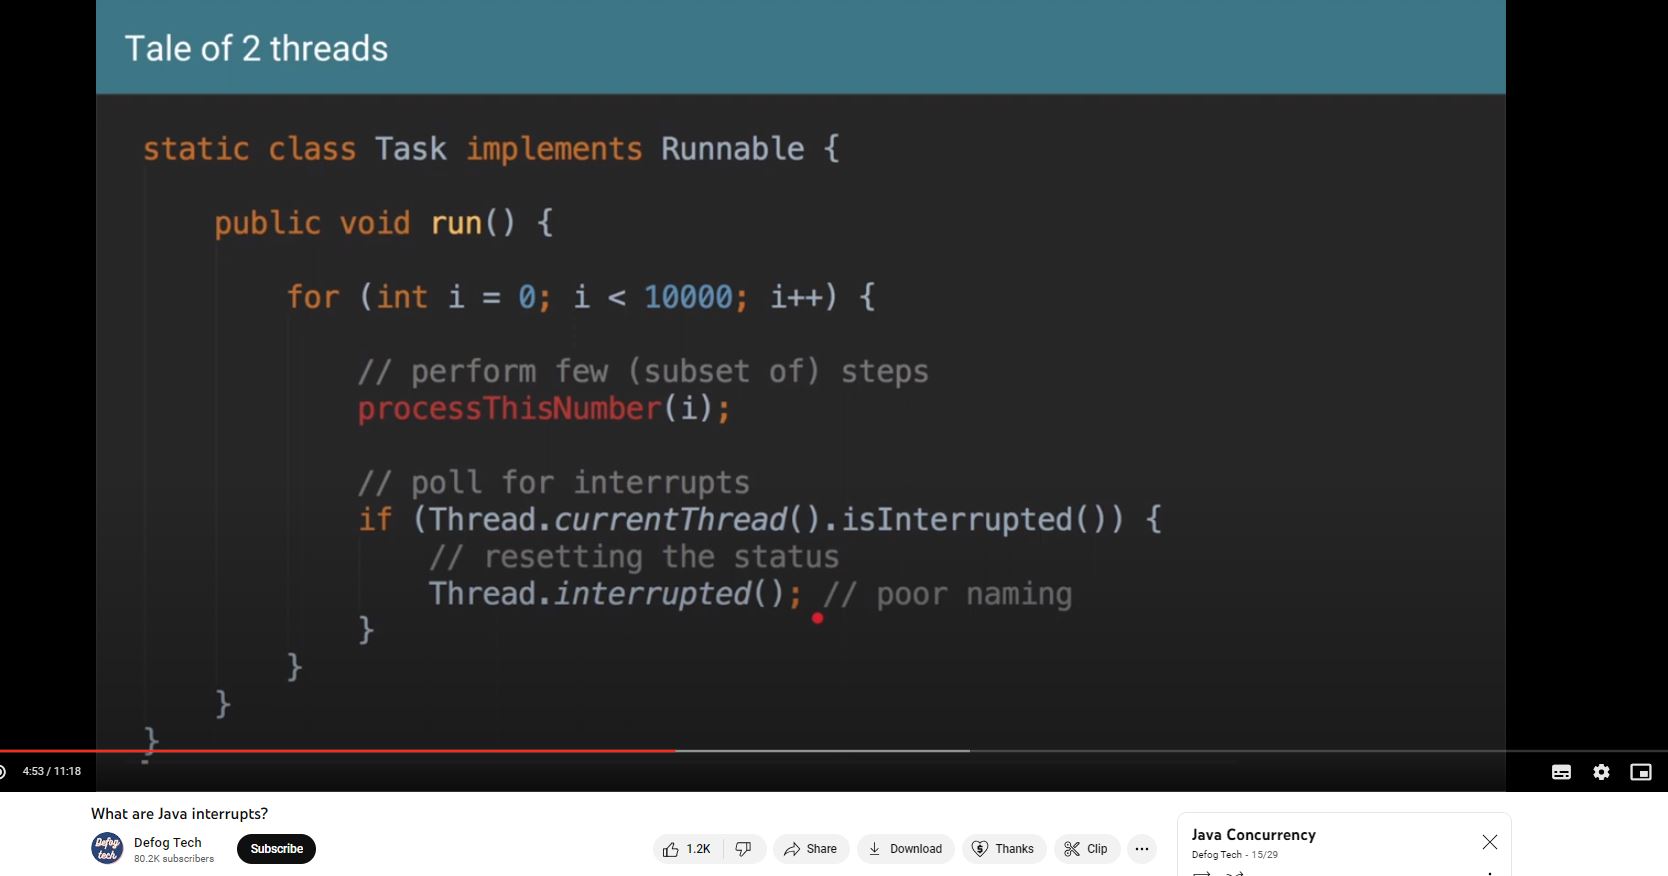 Tale of 2 threads
static class Task implements Runnable {
public void run() {
for (int i = 0; i < 10000; i++) {
// perform few (subset of) steps
processThisNumber(i);
// poll for interrupts
if (Thread.currentThread().isInterrupted()) {
// resetting the status
Thread.interrupted(); // poor naming
}
}
}
}
4:53 / 11:18
What are Java interrupts?
Defog Tech
80.2K subscribers
Defog
tech
Subscribe
1.2K
Share
Download
Thanks
Clip
Java Concurrency
Defog Tech - 15/29